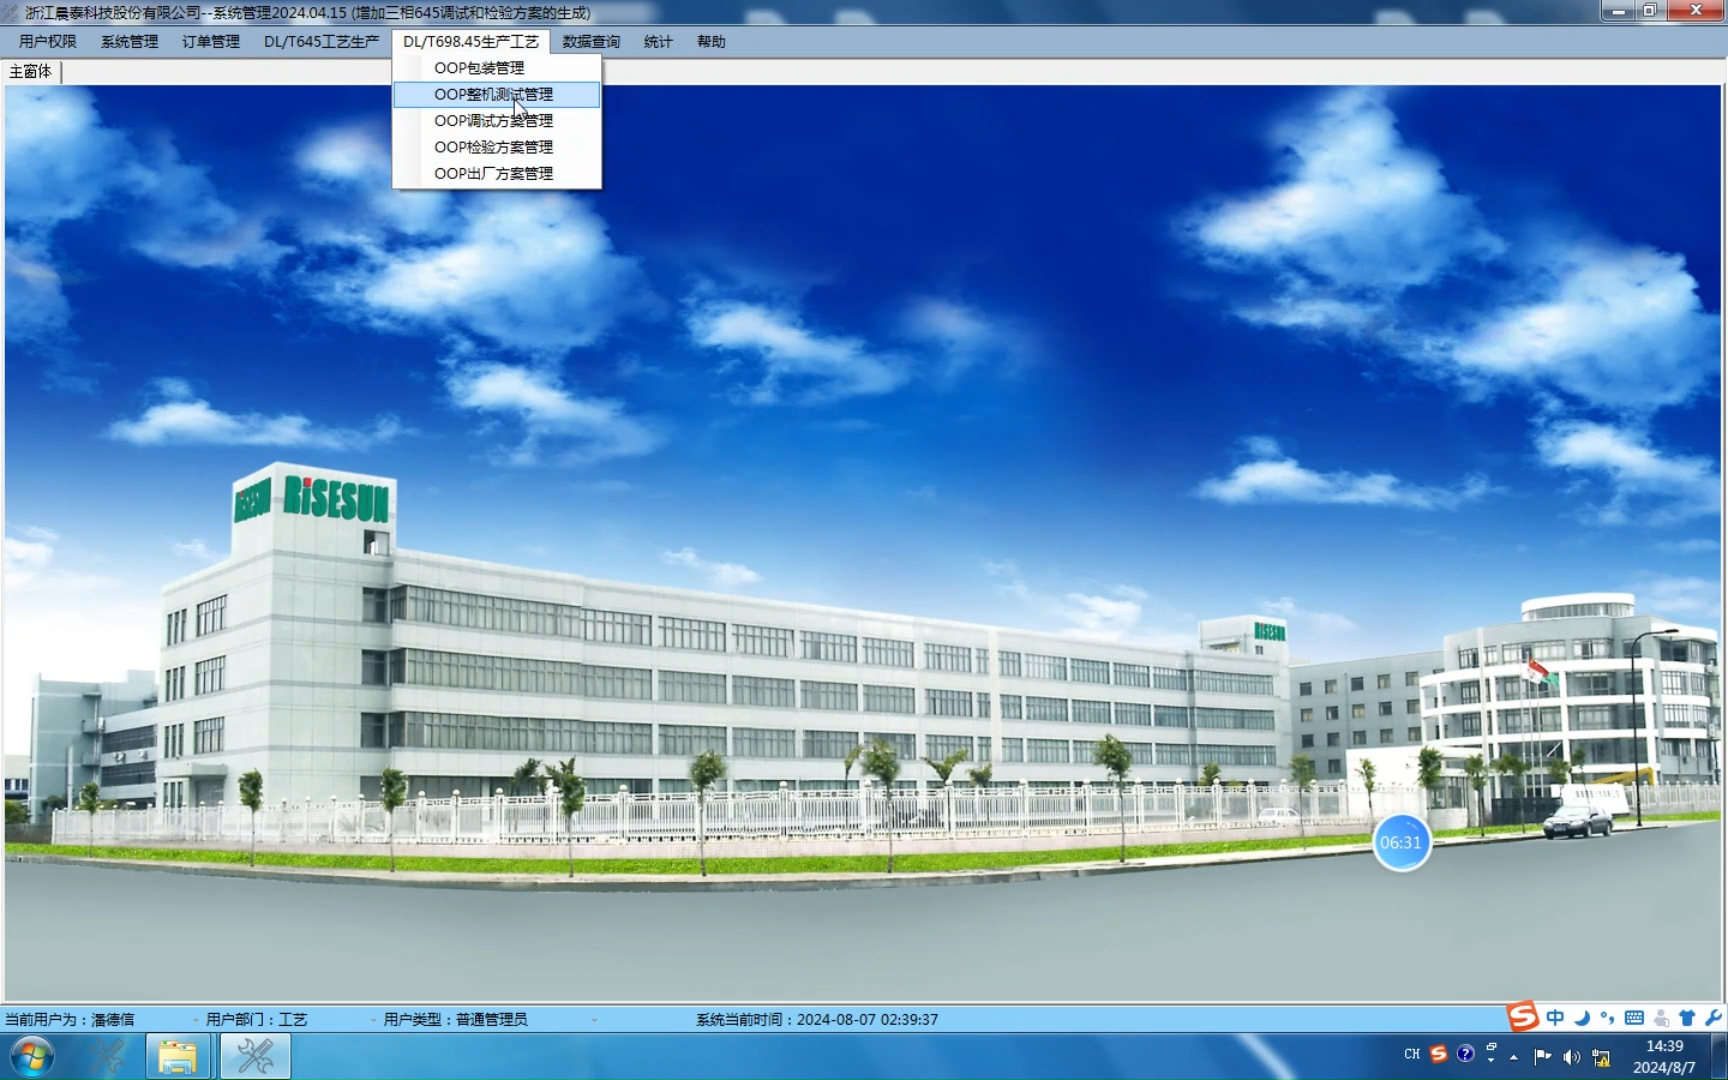 浙江晨泰科技股份有限公司--系统管理2024.04.15 (增加三相645调试和检验方案的生成)
用户权限 系统管理 订单管理 DL/T645工艺生产 DL/T698.45生产工艺 数据查询 统计 帮助
主窗体
OOP包装管理
OOP整机测试管理
OOP调试方案管理
OOP检验方案管理
OOP出厂方案管理
RISESUN RISESUN
RISESUN
06:31
当前用户为：潘德信 用户部门：工艺 用户类型：普通管理员 系统当前时间：2024-08-07 02:39:37
中
CH
14:39
2024/8/7